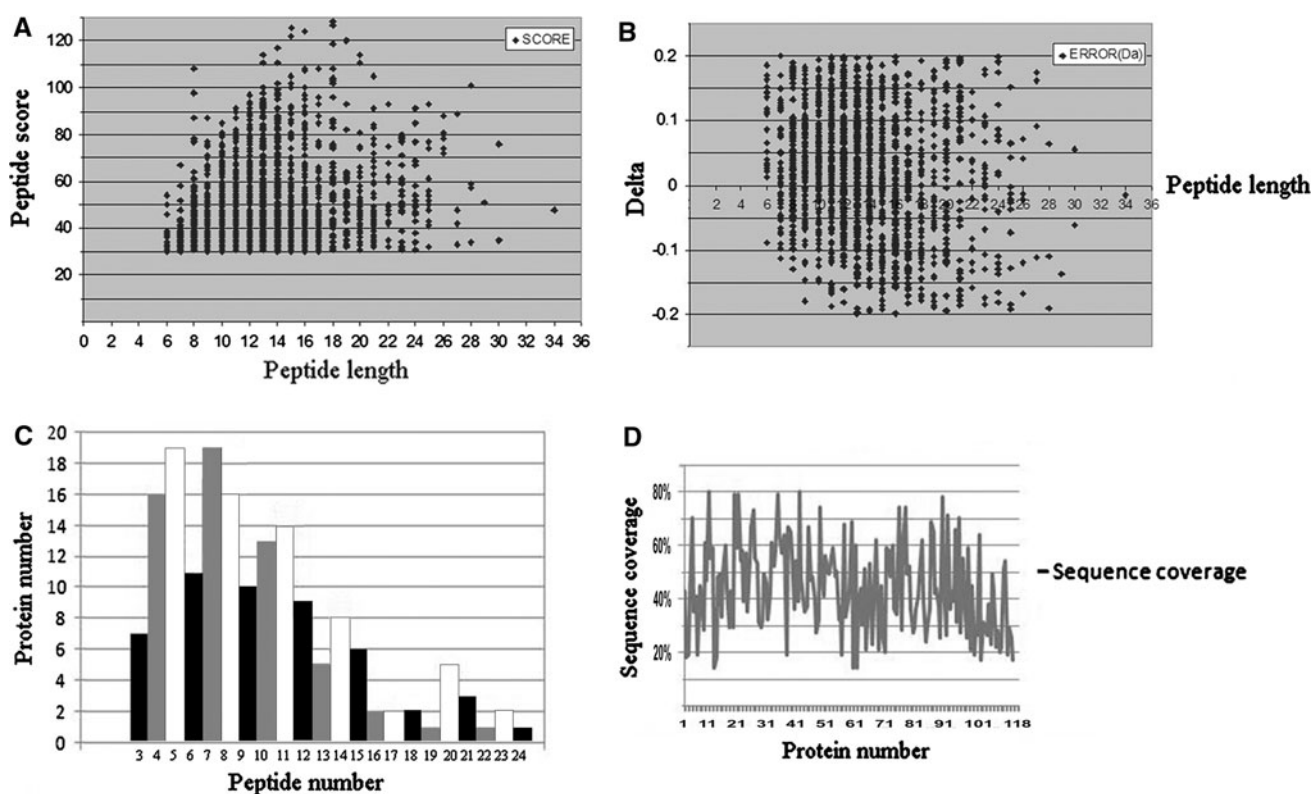 A
Peptide score
120
100
80
60
40
20
SCORE
0 2 4 6 8 10 12 14 16 18 20 22 24 26 28 30 32 34 36
Peptide length
B
Delta
0.2
0.1
0
-0.1
-0.2
ERROR(Da)
2 4 6 10 12 14 16 18 20 22 24 26 28 30 32 34 36
Peptide length
C
Protein number
20
18
16
14
12
10
8
6
4
2
0
3 4 5 6 7 8 9 10 11 12 13 14 15 16 17 18 19 20 21 22 23 24
Peptide number
D
Sequence coverage
80%
60%
40%
20%
1 11 21 31 41 51 61 71 81 91 101 118
Protein number
Sequence coverage